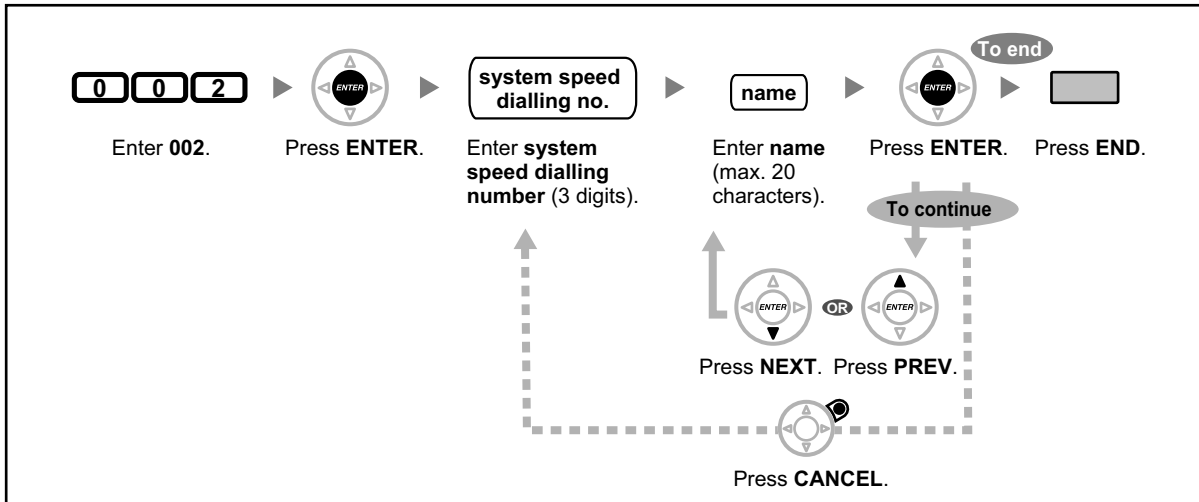 To end
0 0 2
ENTER
system speed
dialling no.
name
ENTER
Enter 002.
Press ENTER.
Enter system
speed dialling
number (3 digits).
Enter name
(max. 20
characters).
Press ENTER.
Press END.
To continue
ENTER
OR
ENTER
Press NEXT.
Press PREV.
Press CANCEL.